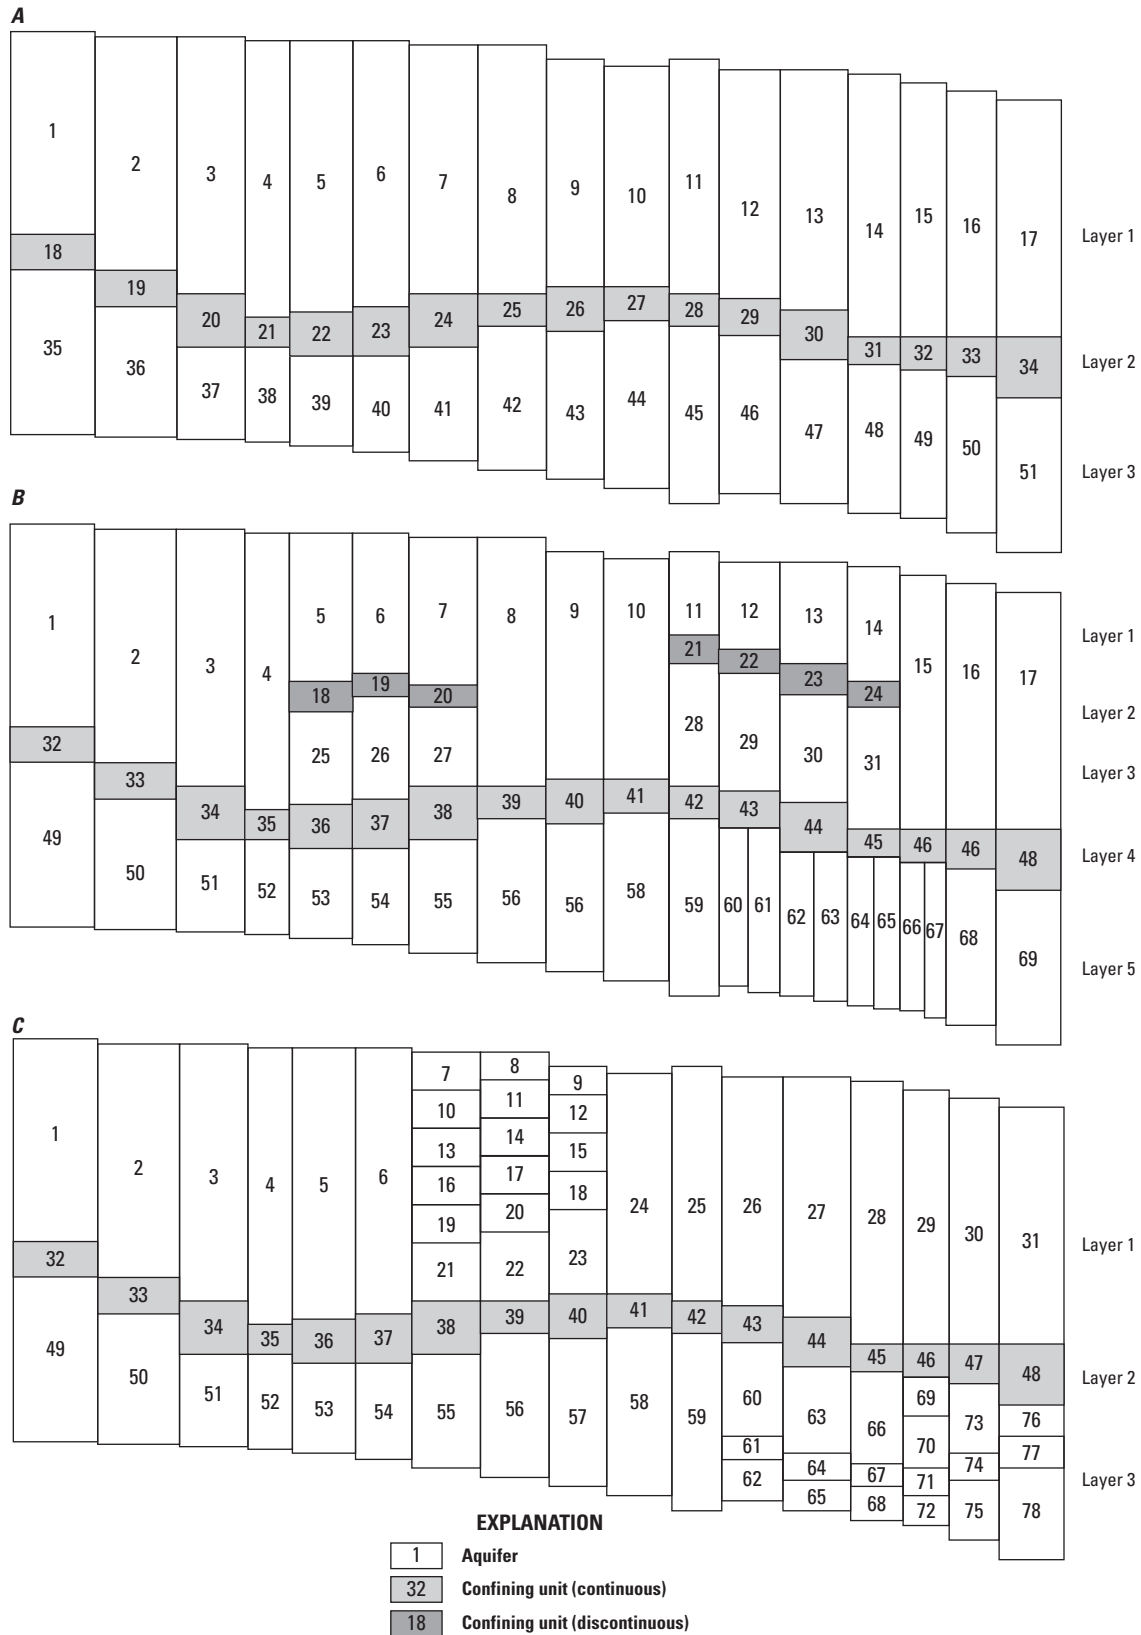 A
1 2 3 4 5 6 7 8 9 10 11 12 13 14 15 16 17 Layer 1
18 19 20 21 22 23 24 25 26 27 28 29 30 31 32 33 34 Layer 2
35 36 37 38 39 40 41 42 43 44 45 46 47 48 49 50 51 Layer 3
B
1 2 3 4 5 6 7 8 9 10 11 12 13 14 15 16 17 Layer 1
18 19 20 21 22 23 24 Layer 2
25 26 27 28 29 30 31 Layer 3
32 33 34 35 36 37 38 39 40 41 42 43 44 45 46 46 48 Layer 4
49 50 51 52 53 54 55 56 56 58 59 60 61 62 63 64 65 66 67 68 69 Layer 5
C
1 2 3 4 5 6 7 8 9
10 11 12
13 14 15
16 17 18
19 20
21 22 23 24 25 26 27 28 29 30 31 Layer 1
32 33 34 35 36 37 38 39 40 41 42 43 44 45 46 47 48 Layer 2
49 50 51 52 53 54 55 56 57 58 59 60 63 66 69 73 76
61 64 67 70 74 77
62 65 68 71 75 78 Layer 3
72
EXPLANATION
1 Aquifer
32 Confining unit (continuous)
18 Confining unit (discontinuous)